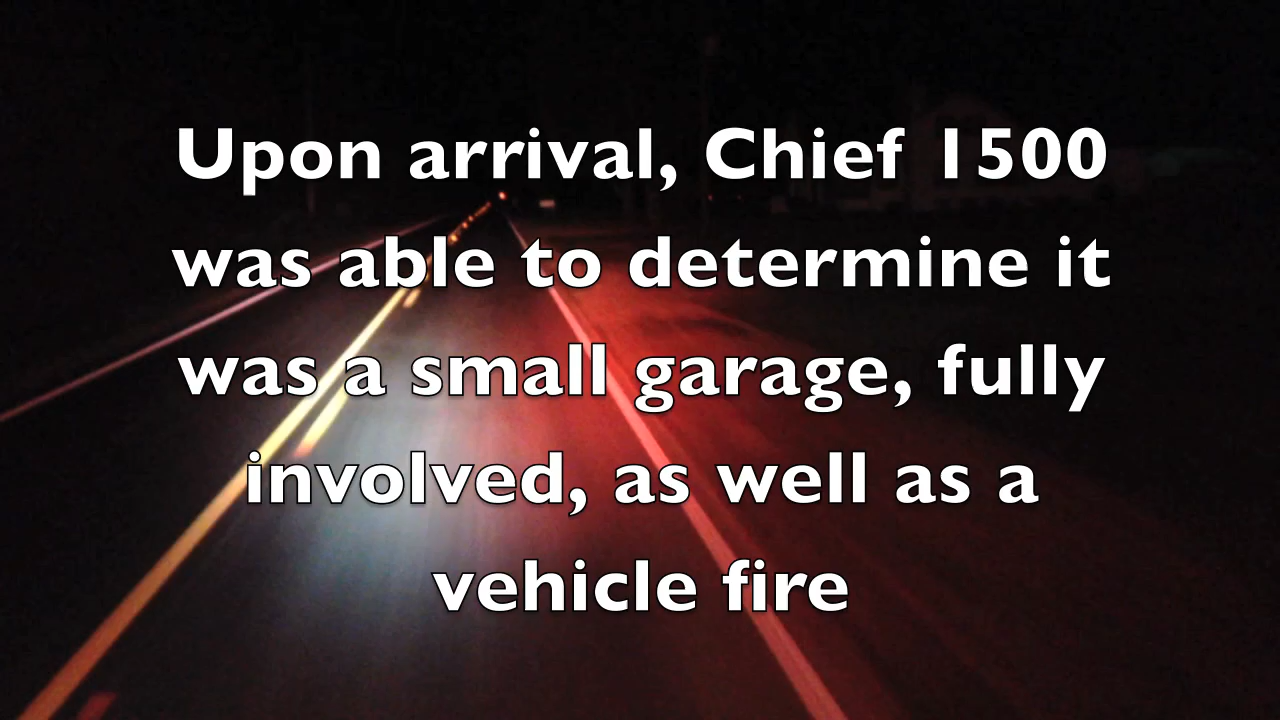 Upon arrival, Chief 1500
was able to determine it
was a small garage, fully
involved, as well as a
vehicle fire